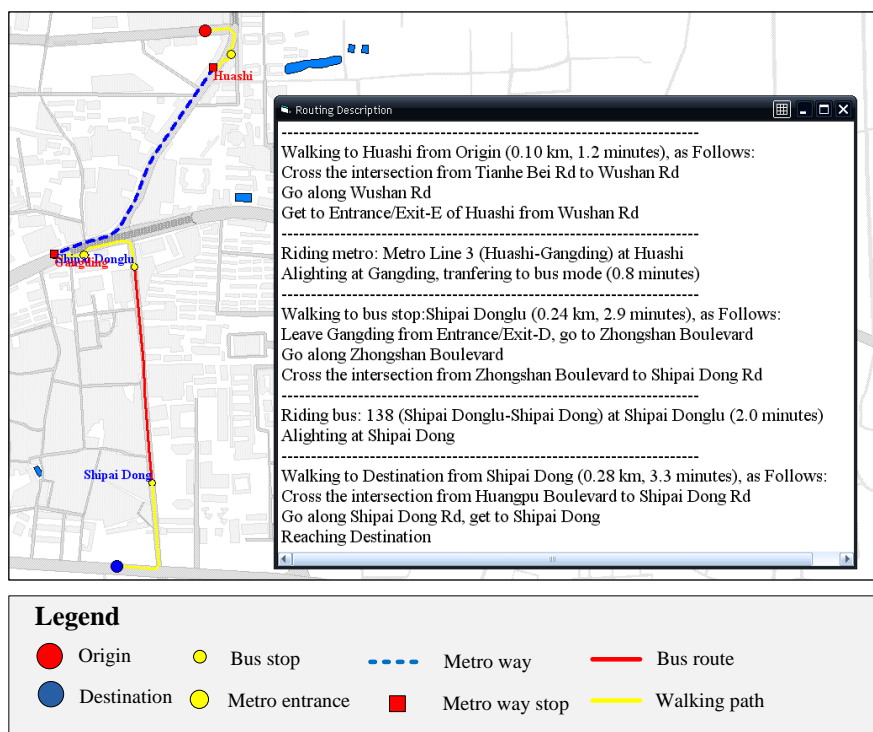 Huashi
Routing Description
--------------------------------------------------------------------
Walking to Huashi from Origin (0.10 km, 1.2 minutes), as Follows:
Cross the intersection from Tianhe Bei Rd to Wushan Rd
Go along Wushan Rd
Get to Entrance/Exit-E of Huashi from Wushan Rd
--------------------------------------------------------------------
Riding metro: Metro Line 3 (Huashi-Gangding) at Huashi
Alighting at Gangding, tranfering to bus mode (0.8 minutes)
--------------------------------------------------------------------
Walking to bus stop:Shipai Donglu (0.24 km, 2.9 minutes), as Follows:
Leave Gangding from Entrance/Exit-D, go to Zhongshan Boulevard
Go along Zhongshan Boulevard
Cross the intersection from Zhongshan Boulevard to Shipai Dong Rd
--------------------------------------------------------------------
Riding bus: 138 (Shipai Donglu-Shipai Dong) at Shipai Donglu (2.0 minutes)
Alighting at Shipai Dong
--------------------------------------------------------------------
Walking to Destination from Shipai Dong (0.28 km, 3.3 minutes), as Follows:
Cross the intersection from Huangpu Boulevard to Shipai Dong Rd
Go along Shipai Dong Rd, get to Shipai Dong
Reaching Destination
Shipai Donglu
Gangding
Shipai Dong
Legend
Origin
Bus stop
Metro way
Bus route
Destination
Metro entrance
Metro way stop
Walking path